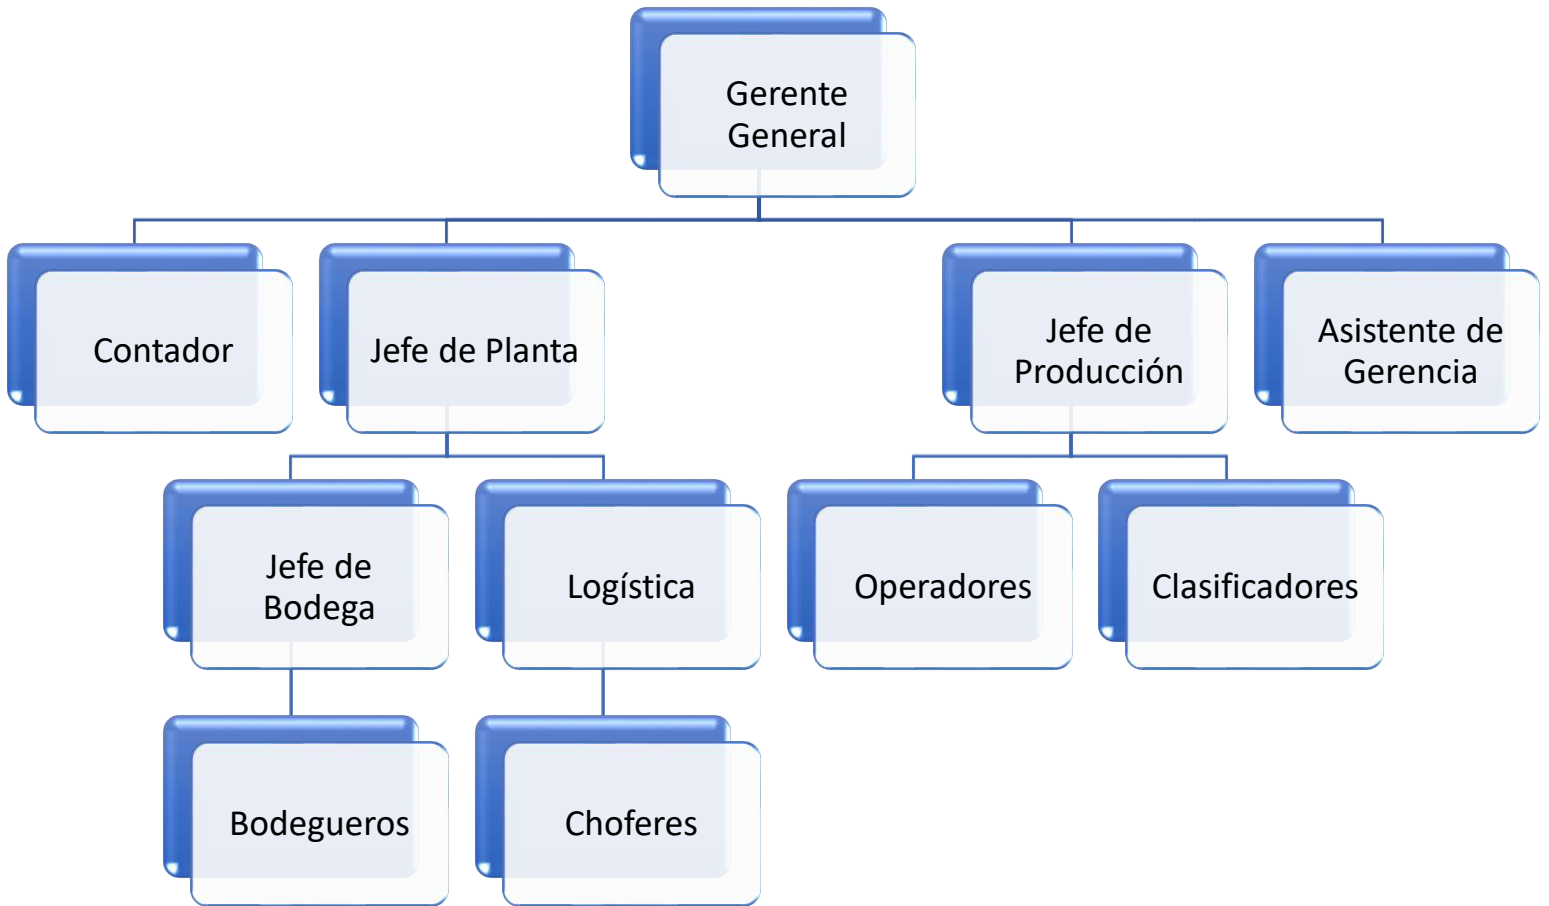 Gerente
General
Contador
Jefe de Planta
Jefe de
Producción
Asistente de
Gerencia
Jefe de
Bodega
Logística
Operadores
Clasificadores
Bodegueros
Choferes